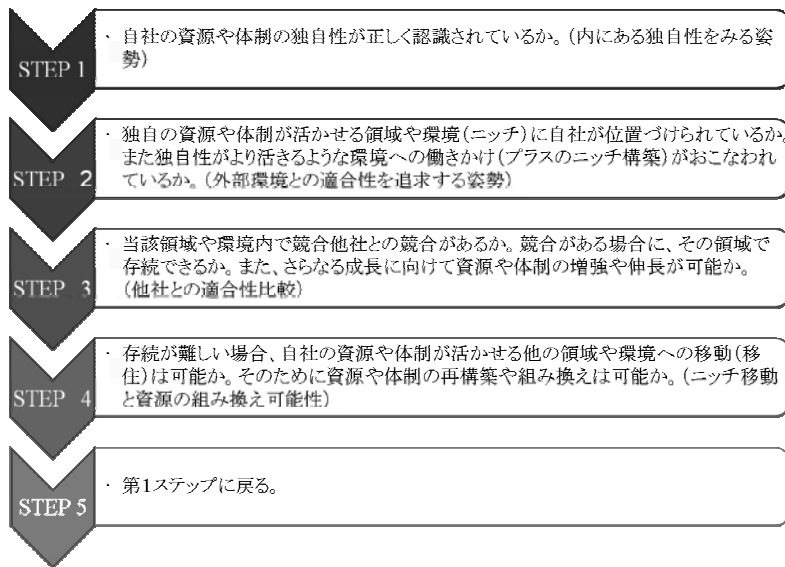 STEP 1
・ 自社の資源や体制の独自性が正しく認識されているか。(内にある独自性をみる姿
勢)
STEP 2
・ 独自の資源や体制が活かせる領域や環境(ニッチ)に自社が位置づけられているか。
また独自性がより活きるような環境への働きかけ(プラスのニッチ構築)がおこなわれ
ているか。(外部環境との適合性を追求する姿勢)
STEP 3
・ 当該領域や環境内で競合他社との競合があるか。競合がある場合に、その領域で
存続できるか。また、さらなる成長に向けて資源や体制の増強や伸長が可能か。
(他社との適合性比較)
STEP 4
・ 存続が難しい場合、自社の資源や体制が活かせる他の領域や環境への移動(移
住)は可能か。そのために資源や体制の再構築や組み換えは可能か。(ニッチ移動
と資源の組み換え可能性)
STEP 5
・ 第1ステップに戻る。